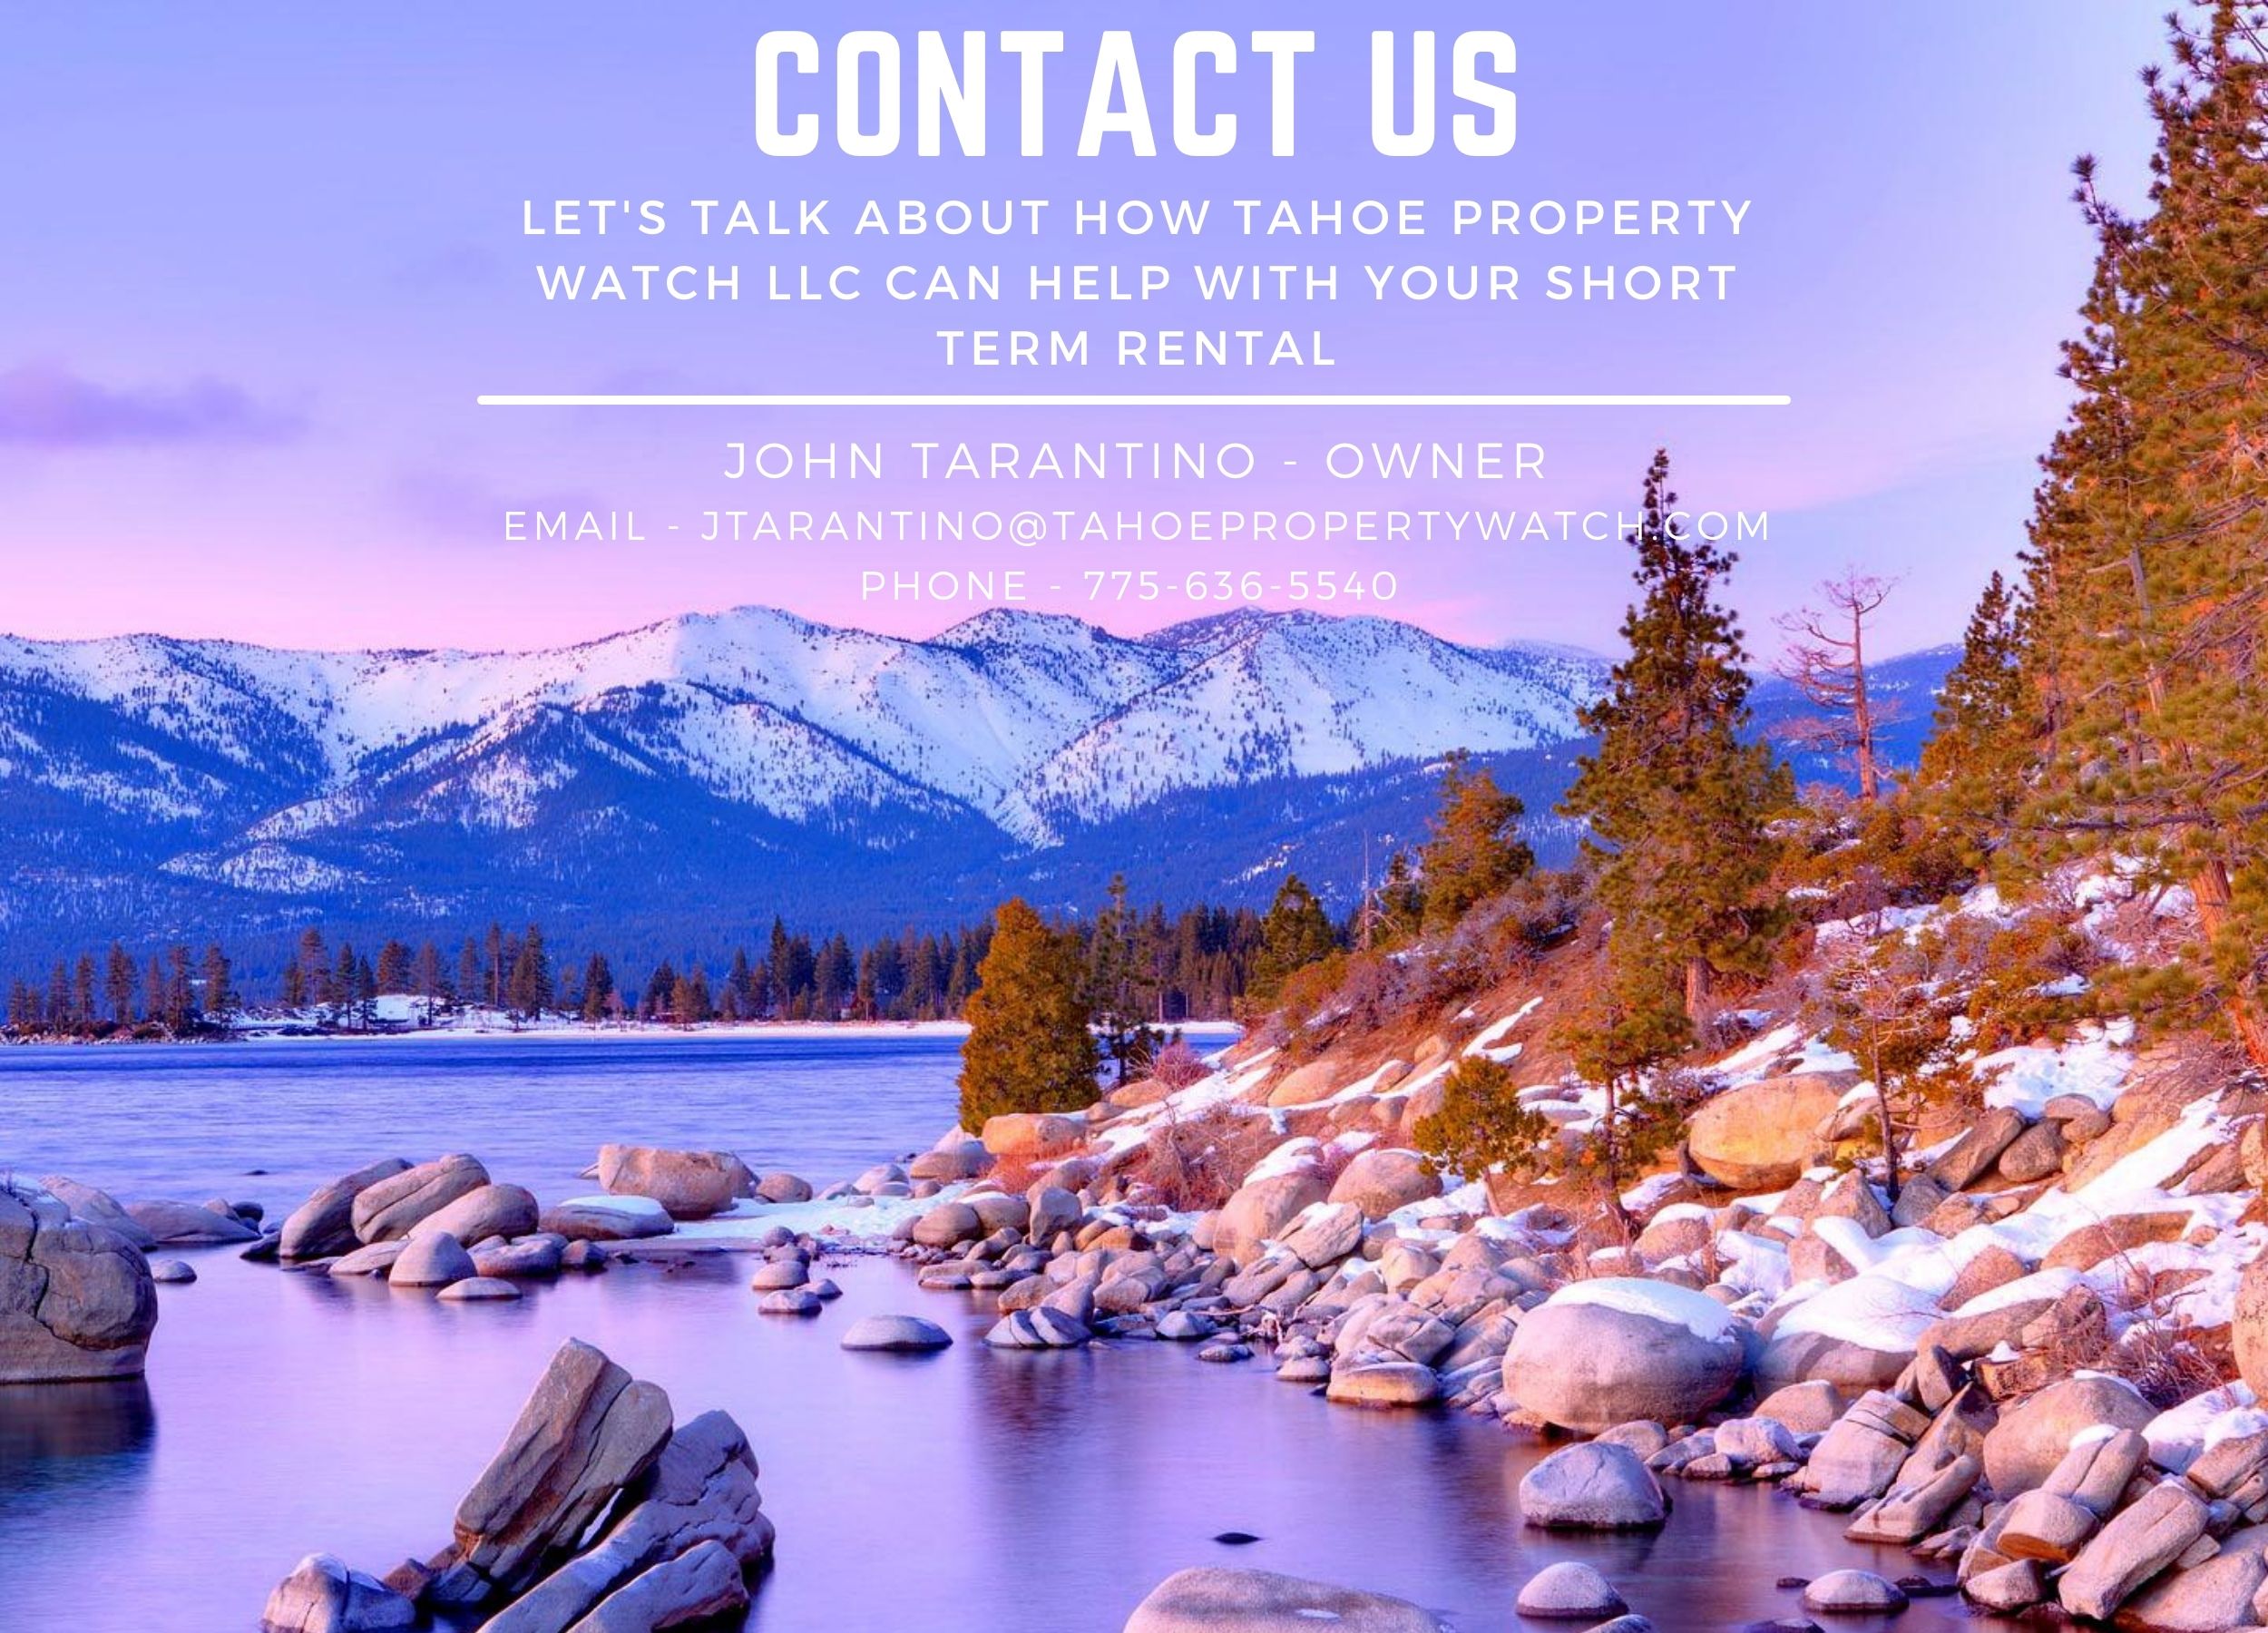 CONTACT US
LET'S TALK ABOUT HOW TAHOE PROPERTY
WATCH LLC CAN HELP WITH YOUR SHORT
TERM RENTAL
JOHN TARANTINO - OWNER
EMAIL - JTARANTINO@TAHOEPROPERTYWATCH.COM
PHONE - 775-636-5540